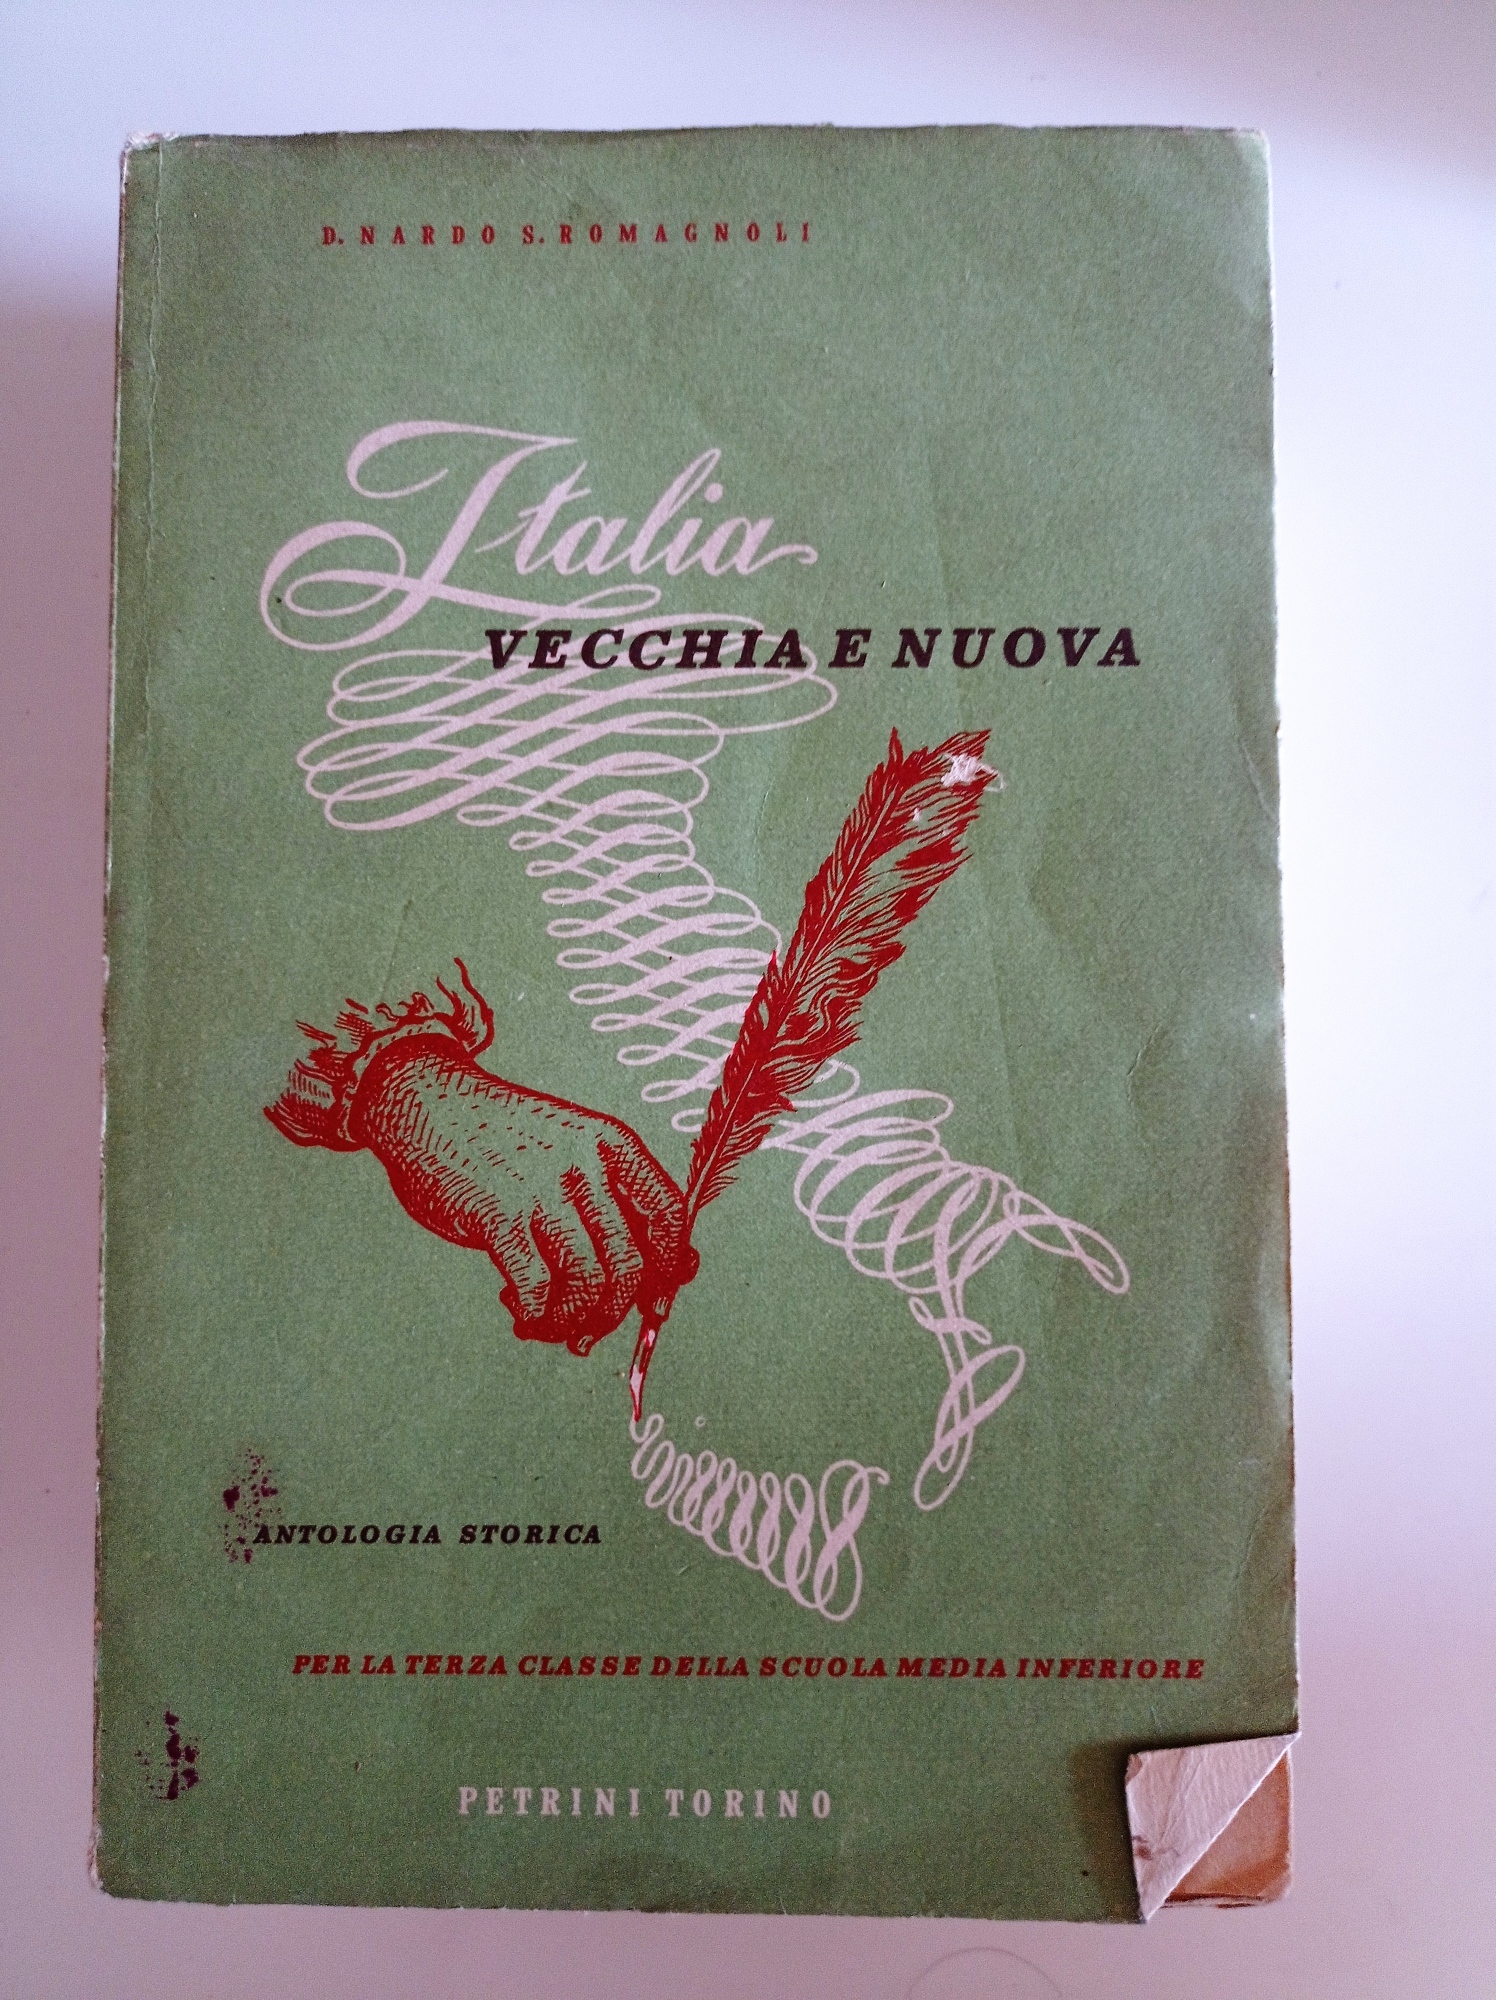 D. NARDO S. ROMAGNOLI
Italia
VECCHIA E NUOVA
ANTOLOGIA STORICA
PER LA TERZA CLASSE DELLA SCUOLA MEDIA INFERIORE
PETRINI TORINO